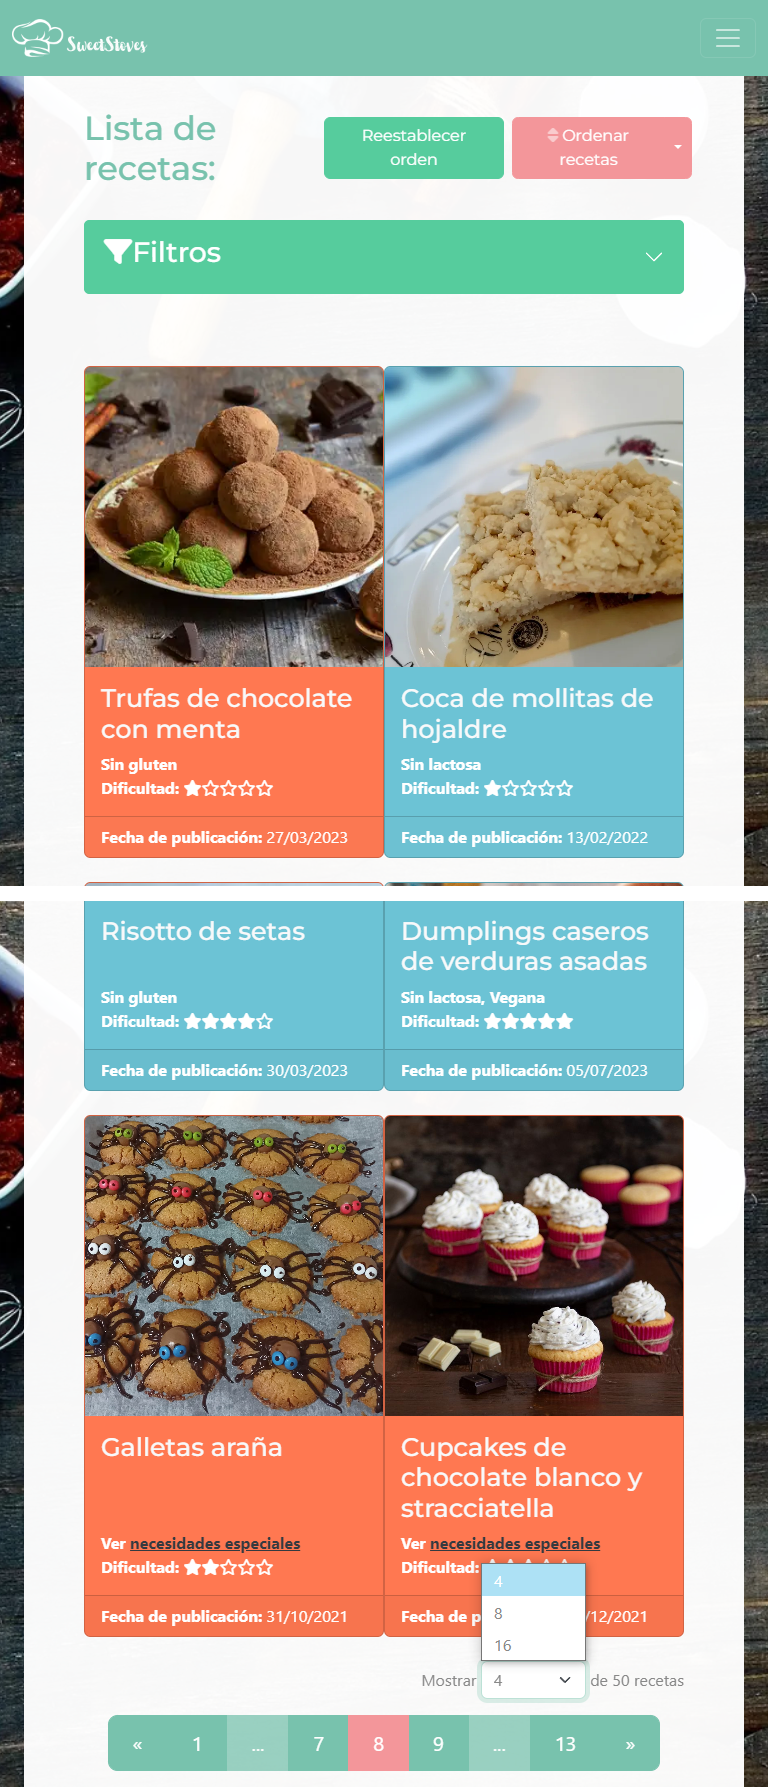 SweetStoves
Lista de
recetas:
Reestablecer
orden
Ordenar
recetas
Filtros
Trufas de chocolate
con menta
Sin gluten
Dificultad:
Fecha de publicación: 27/03/2023
Coca de mollitas de
hojaldre
Sin lactosa
Dificultad:
Fecha de publicación: 13/02/2022
Risotto de setas
Sin gluten
Dificultad:
Fecha de publicación: 30/03/2023
Dumplings caseros
de verduras asadas
Sin lactosa, Vegana
Dificultad:
Fecha de publicación: 05/07/2023
Galletas araña
Ver necesidades especiales
Dificultad:
Fecha de publicación: 31/10/2021
Cupcakes de
chocolate blanco y
stracciatella
Ver necesidades especiales
Dificultad:
Fecha de p /12/2021
4
8
16
Mostrar 4 de 50 recetas
« 1 ... 7 8 9 ... 13 »